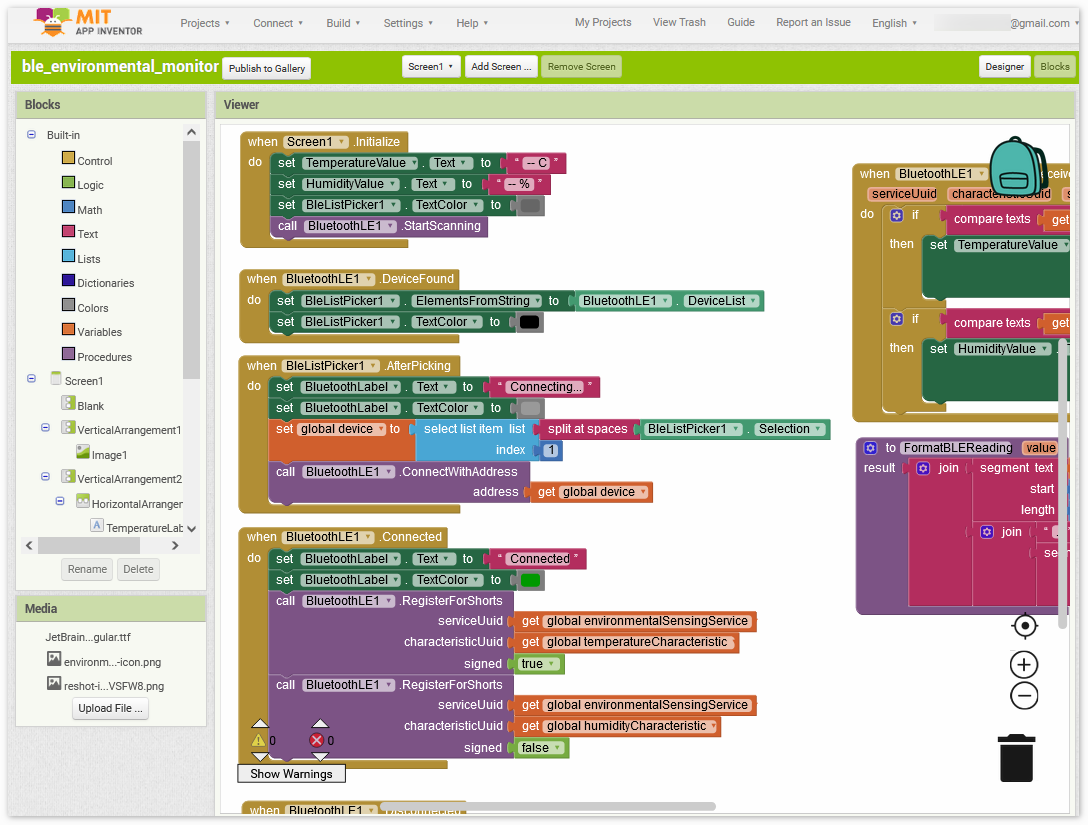 MIT APP INVENTOR
Projects Connect Build Settings Help My Projects View Trash Guide Report an Issue English @gmail.com
ble_environmental_monitor Publish to Gallery Screen1 Add Screen ... Remove Screen Designer Blocks
Blocks
Built-in
Control
Logic
Math
Text
Lists
Dictionaries
Colors
Variables
Procedures
Screen1
Blank
VerticalArrangement1
Image1
VerticalArrangement2
HorizontalArranger
TemperatureLab
Rename Delete
Media
JetBrain...gular.ttf
environm...-icon.png
reshot-i...VSFW8.png
Upload File ...
Viewer
when Screen1 .Initialize
do set TemperatureValue . Text to “ -- C ”
set HumidityValue . Text to “ -- % ”
set BleListPicker1 . TextColor to
call BluetoothLE1 .StartScanning
when BluetoothLE1 .DeviceFound
do set BleListPicker1 . ElementsFromString to BluetoothLE1 . DeviceList
set BleListPicker1 . TextColor to
when BleListPicker1 .AfterPicking
do set BluetoothLabel . Text to “ Connecting... ”
set BluetoothLabel . TextColor to
set global device to select list item list split at spaces BleListPicker1 . Selection
index 1
call BluetoothLE1 .ConnectWithAddress
address get global device
when BluetoothLE1 .Connected
do set BluetoothLabel . Text to “ Connected ”
set BluetoothLabel . TextColor to
call BluetoothLE1 .RegisterForShorts
serviceUuid get global environmentalSensingService
characteristicUuid get global temperatureCharacteristic
signed true
call BluetoothLE1 .RegisterForShorts
serviceUuid get global environmentalSensingService
characteristicUuid get global humidityCharacteristic
signed false
0 0
Show Warnings
when BluetoothLE1 .Disconnected
when BluetoothLE1
serviceUuid
do if compare texts get
then set TemperatureValue
if compare texts get
then set HumidityValue
to FormatBLEReading value
result join segment text
start
length
join “